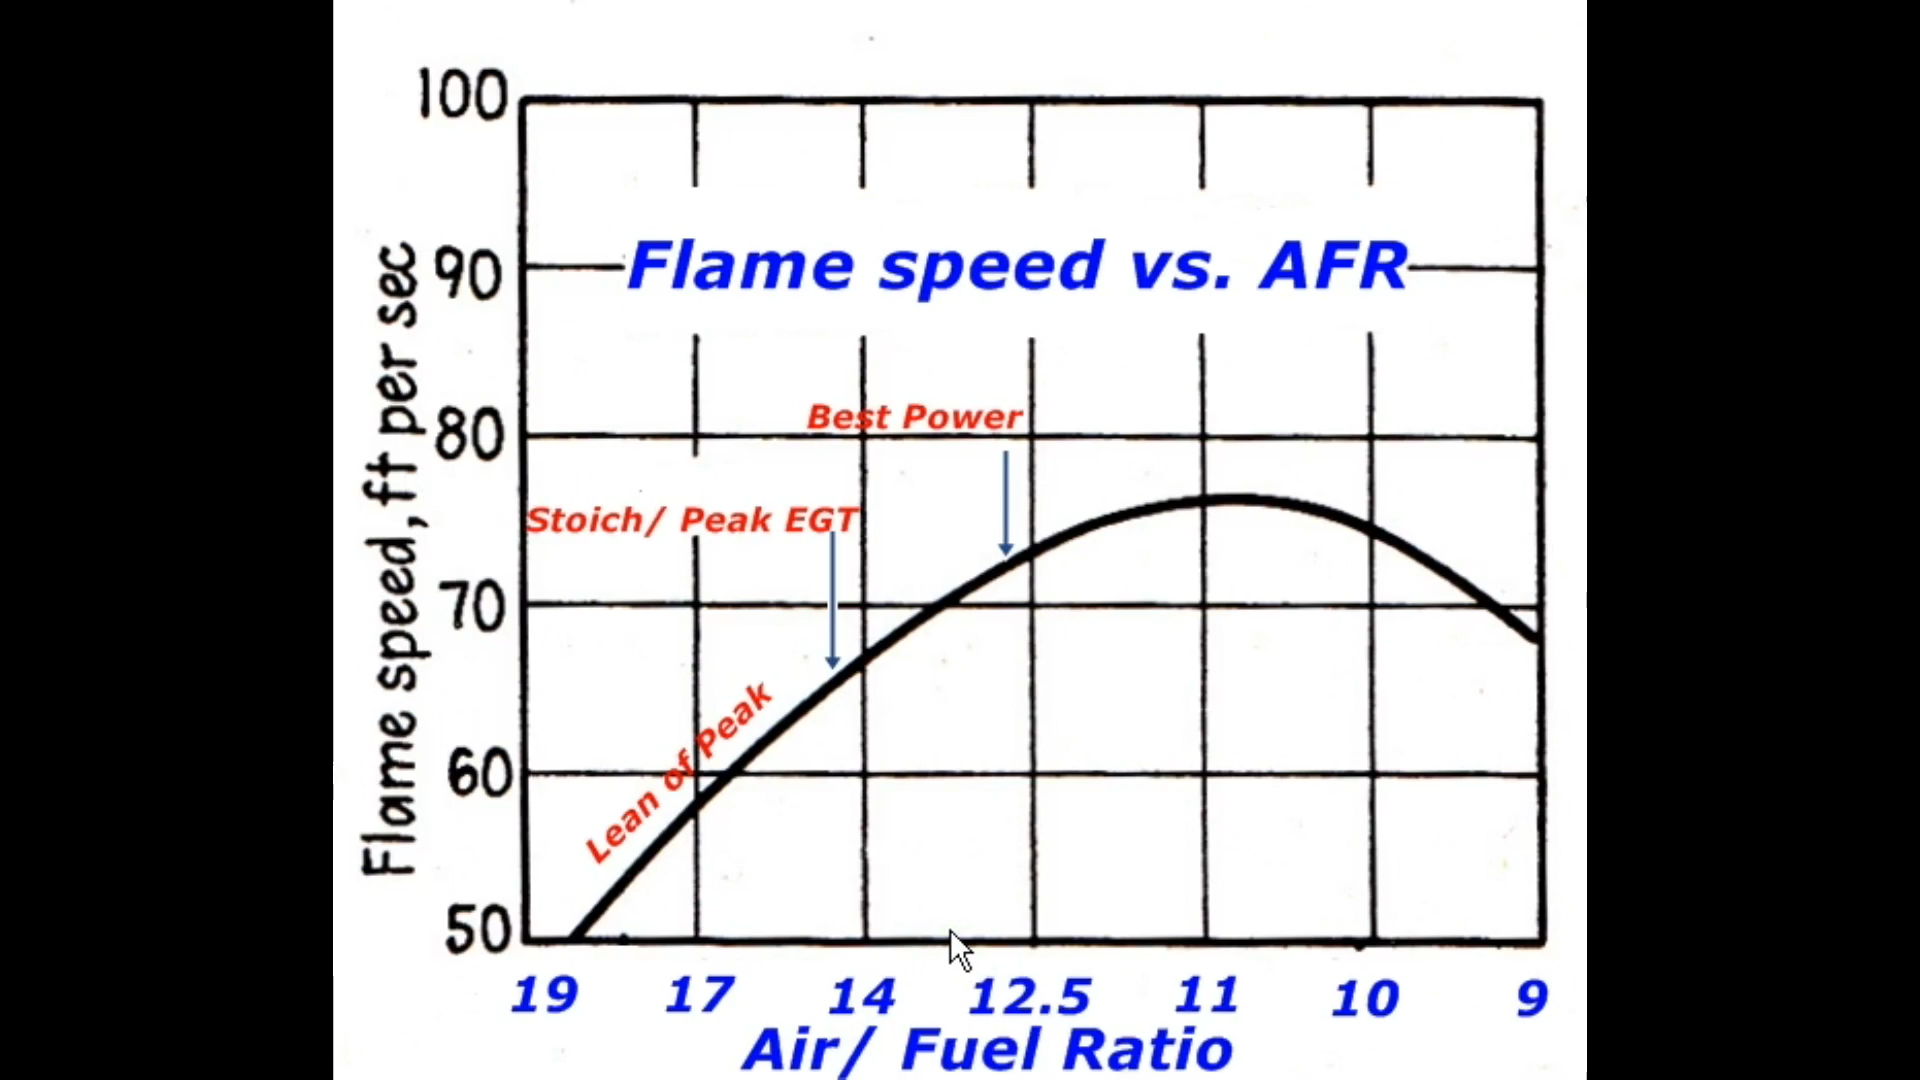 100
Flame speed vs. AFR
90
Flame speed, ft per sec
Best Power
80
Stoich/ Peak EGT
70
Lean of Peak
60
50
19 17 14 12.5 11 10 9
Air/ Fuel Ratio